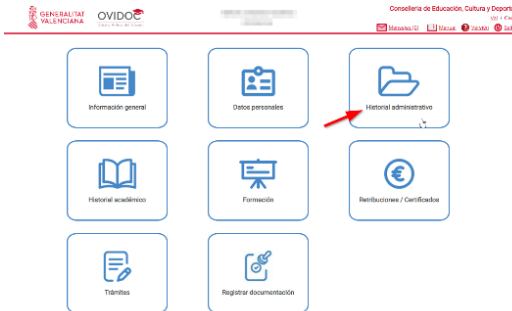 GENERALITAT
VALENCIANA
OVIDOC
Conselleria de Educación, Cultura y Deporte
Mensajes (0)
Manual
Información general
Datos personales
Historial administrativo
Historial académico
Formación
Retribuciones / Certificados
Trámites
Registrar documentación